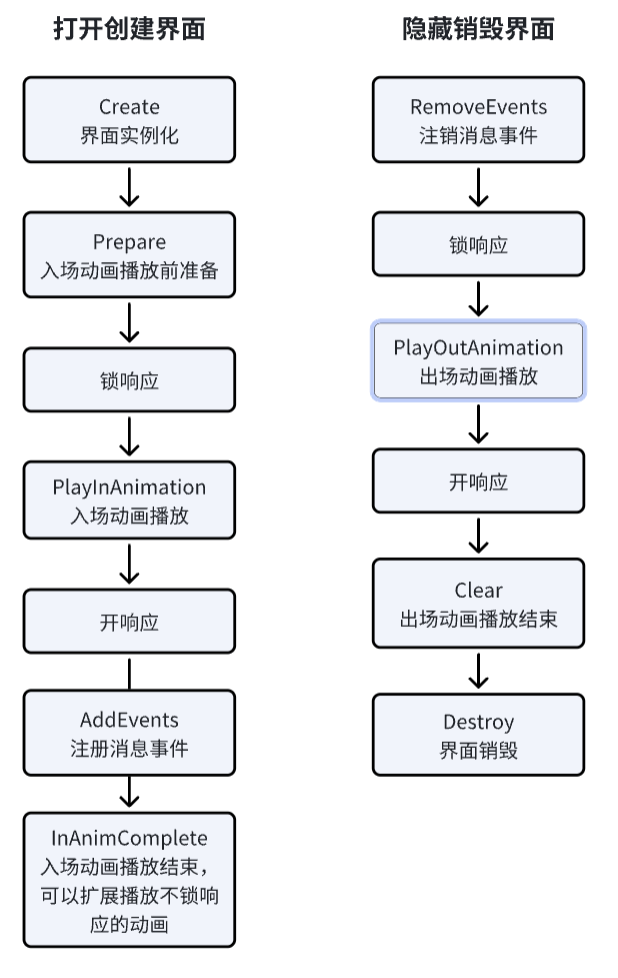 打开创建界面
Create
界面实例化
Prepare
入场动画播放前准备
锁响应
PlayInAnimation
入场动画播放
开响应
AddEvents
注册消息事件
InAnimComplete
入场动画播放结束，
可以扩展播放不锁响
应的动画
隐藏销毁界面
RemoveEvents
注销消息事件
锁响应
PlayOutAnimation
出场动画播放
开响应
Clear
出场动画播放结束
Destroy
界面销毁